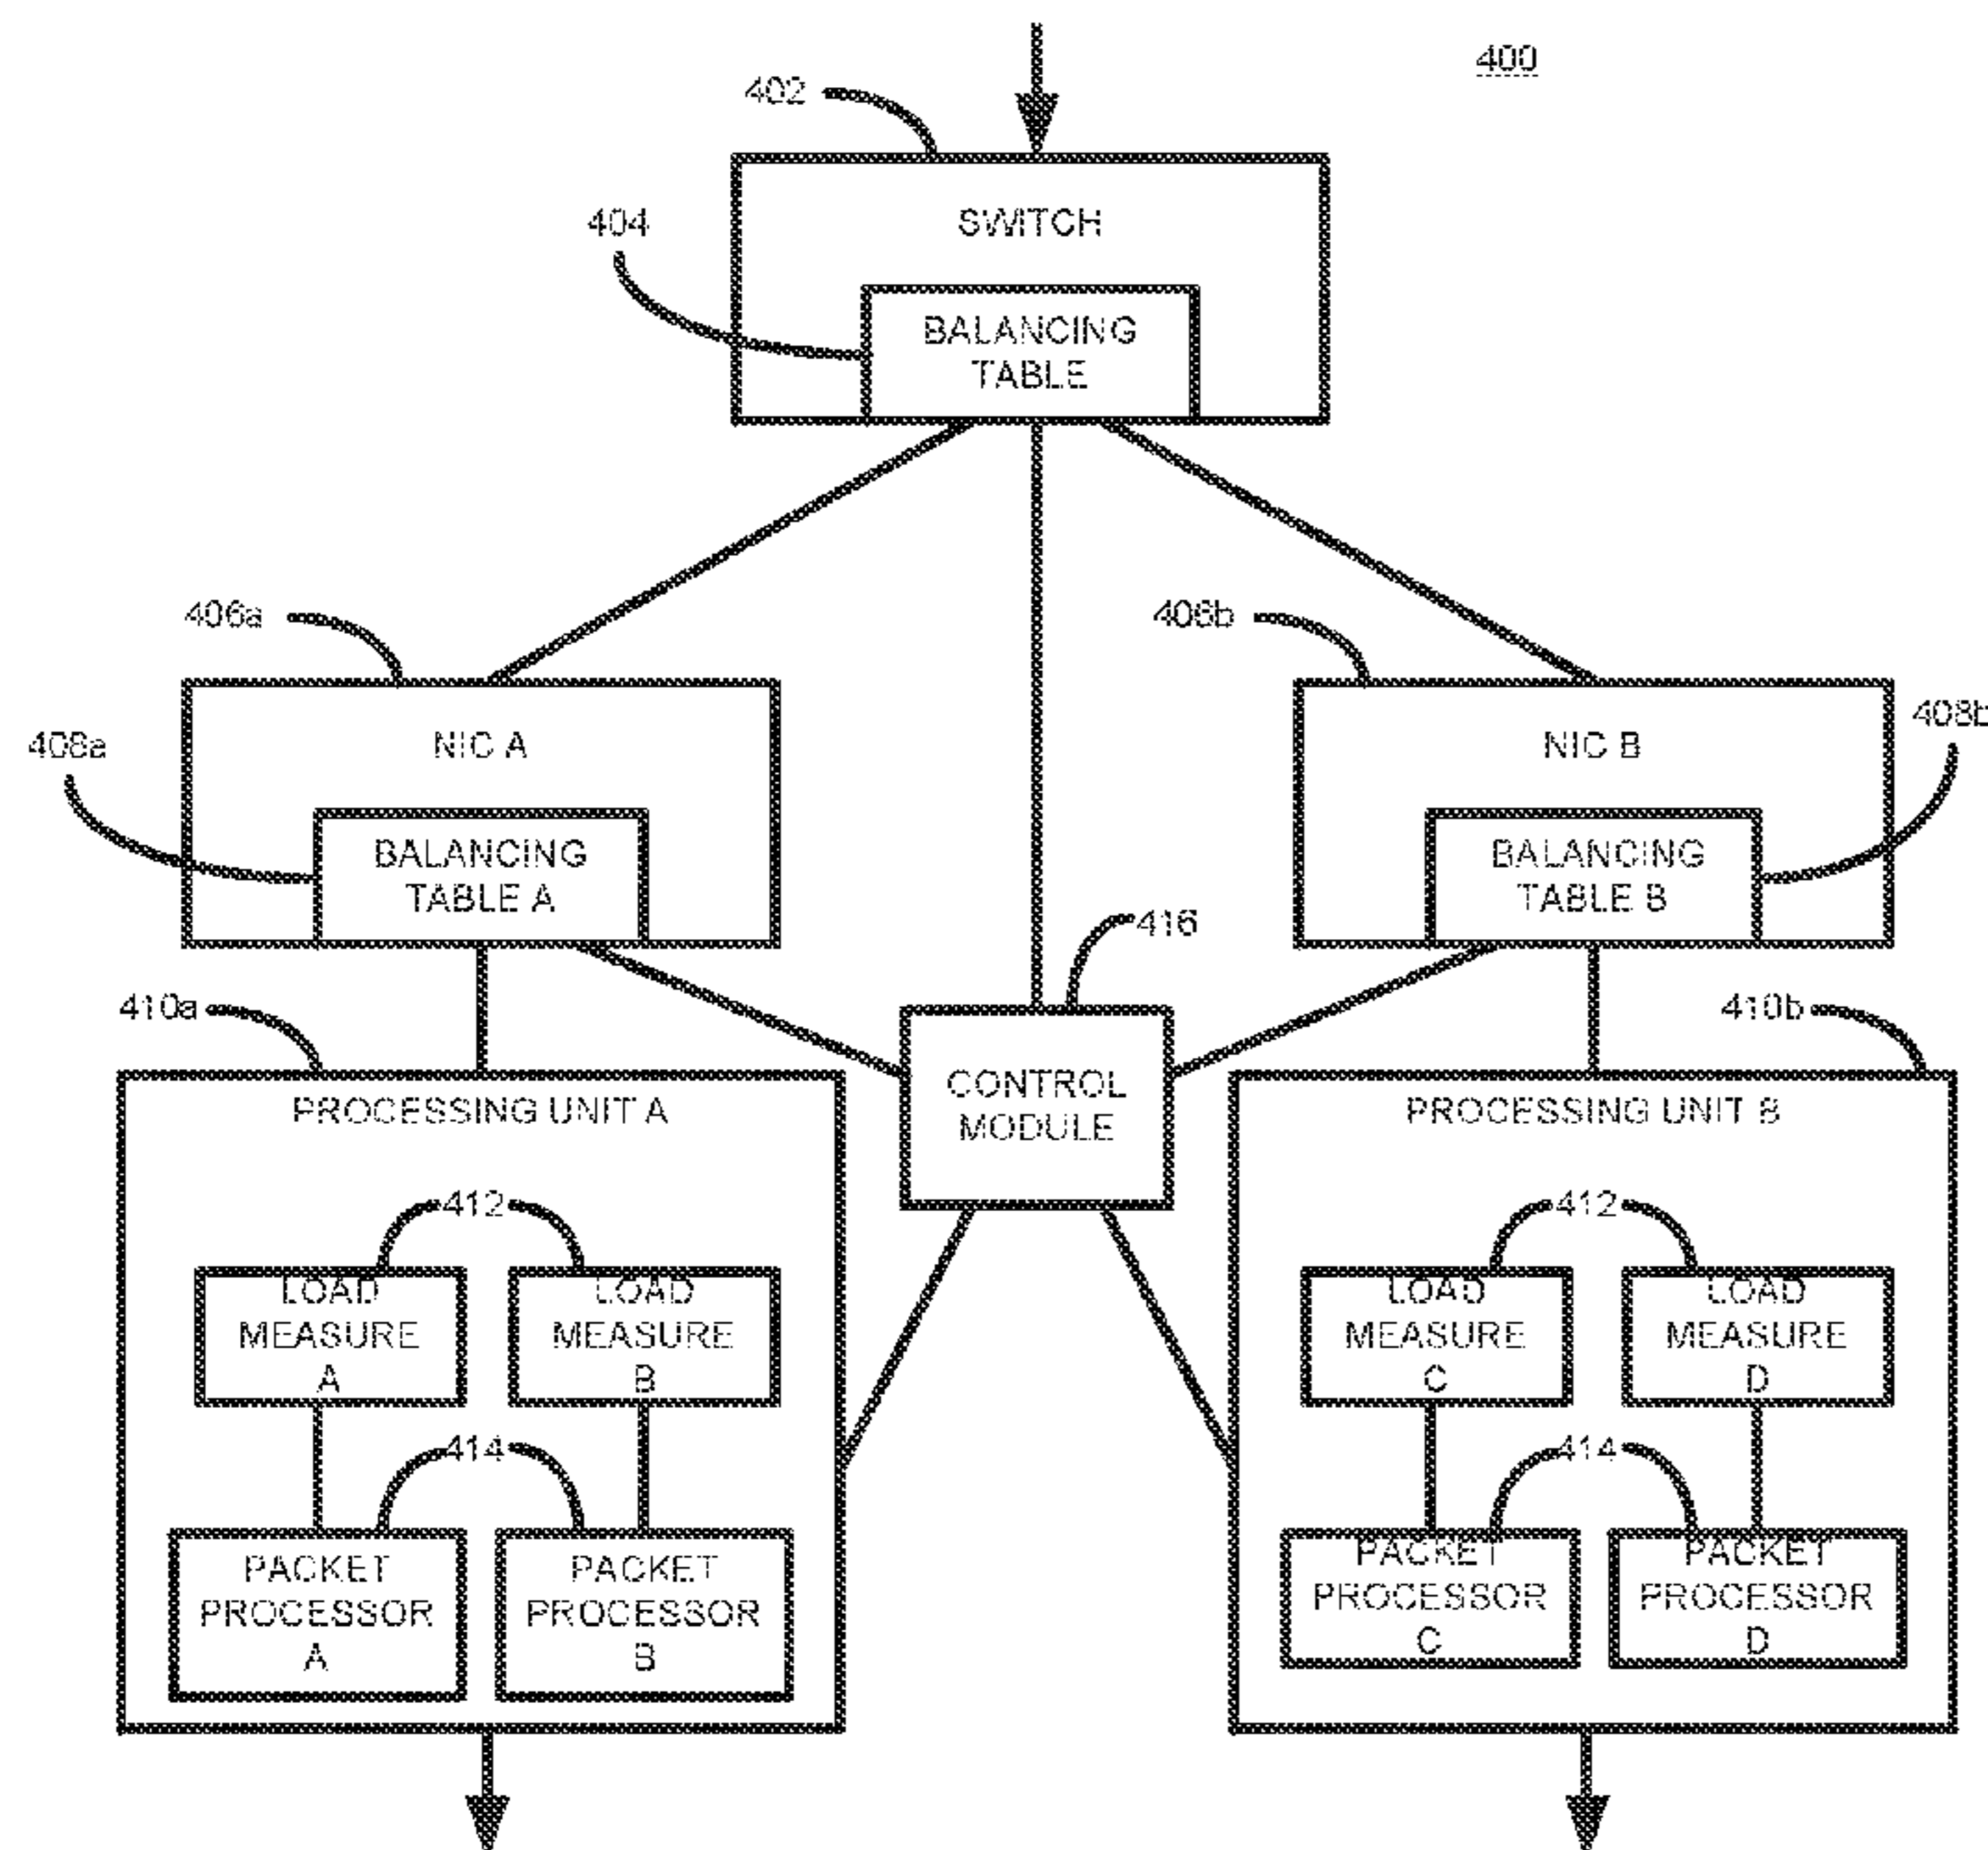 400
402
SWITCH
404
BALANCING
TABLE
406a
406b
NIC A
NIC B
408a
408b
BALANCING
TABLE A
BALANCING
TABLE B
416
410a
410b
CONTROL
MODULE
PROCESSING UNIT A
PROCESSING UNIT B
412
412
LOAD
MEASURE
A
LOAD
MEASURE
B
LOAD
MEASURE
C
LOAD
MEASURE
D
414
414
PACKET
PROCESSOR
A
PACKET
PROCESSOR
B
PACKET
PROCESSOR
C
PACKET
PROCESSOR
D